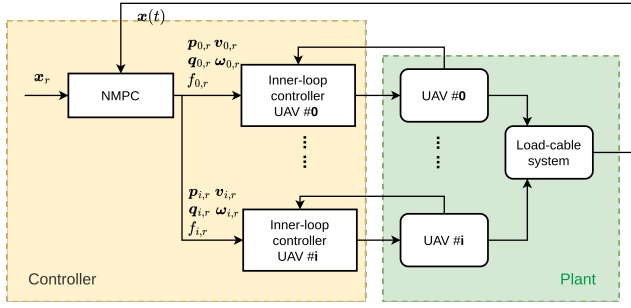 𝒙(t)
𝒙ᵣ
NMPC
𝒑₀,ᵣ 𝒗₀,ᵣ
𝒒₀,ᵣ 𝝎₀,ᵣ
f₀,ᵣ
Inner-loop
controller
UAV #0
UAV #0
Load-cable
system
𝒑ᵢ,ᵣ 𝒗ᵢ,ᵣ
𝒒ᵢ,ᵣ 𝝎ᵢ,ᵣ
fᵢ,ᵣ
Inner-loop
controller
UAV #i
UAV #i
Controller
Plant